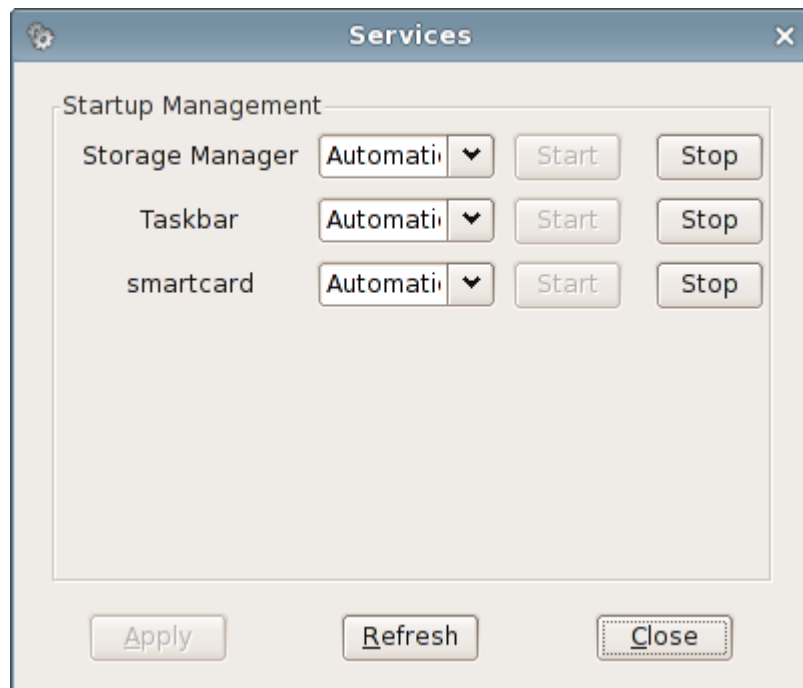 Services
Startup Management
Storage Manager Automati Start Stop
Taskbar Automati Start Stop
smartcard Automati Start Stop
Apply Refresh Close